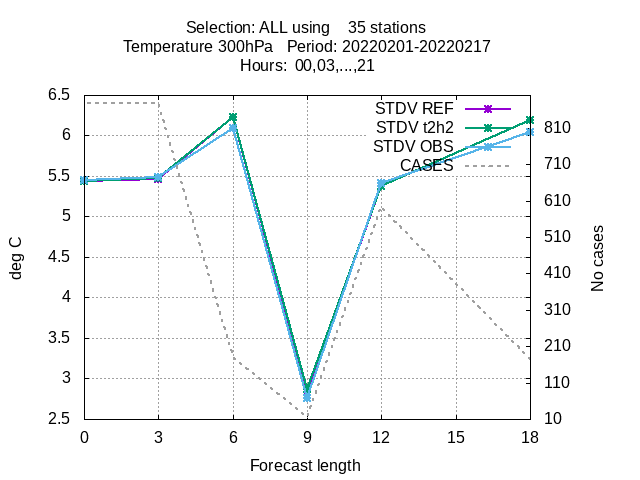 Selection: ALL using 35 stations
Temperature 300hPa Period: 20220201-20220217
Hours: 00,03,...,21
STDV REF
STDV t2h2
STDV OBS
CASES
6.5
6
5.5
5
4.5
4
3.5
3
2.5
deg C
810
710
610
510
410
310
210
110
10
No cases
0 3 6 9 12 15 18
Forecast length